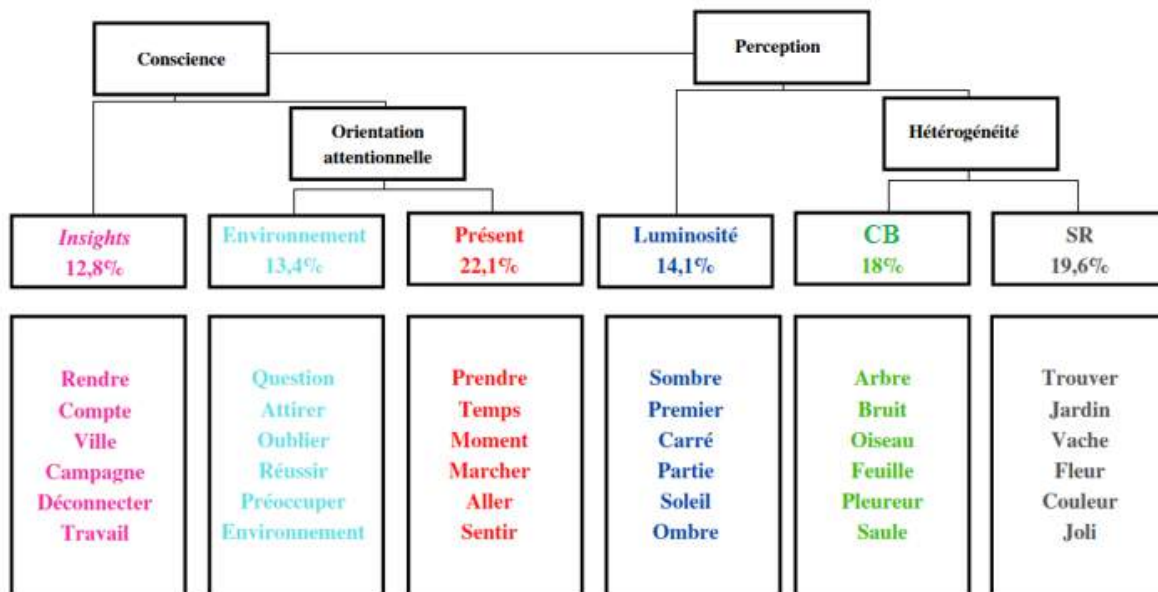 Conscience
Perception
Orientation
attentionnelle
Hétérogénéité
Insights
12,8%
Environnement
13,4%
Présent
22,1%
Luminosité
14,1%
CB
18%
SR
19,6%
Rendre
Compte
Ville
Campagne
Déconnecter
Travail
Question
Attirer
Oublier
Réussir
Préoccuper
Environnement
Prendre
Temps
Moment
Marcher
Aller
Sentir
Sombre
Premier
Carré
Partie
Soleil
Ombre
Arbre
Bruit
Oiseau
Feuille
Pleureur
Saule
Trouver
Jardin
Vache
Fleur
Couleur
Joli